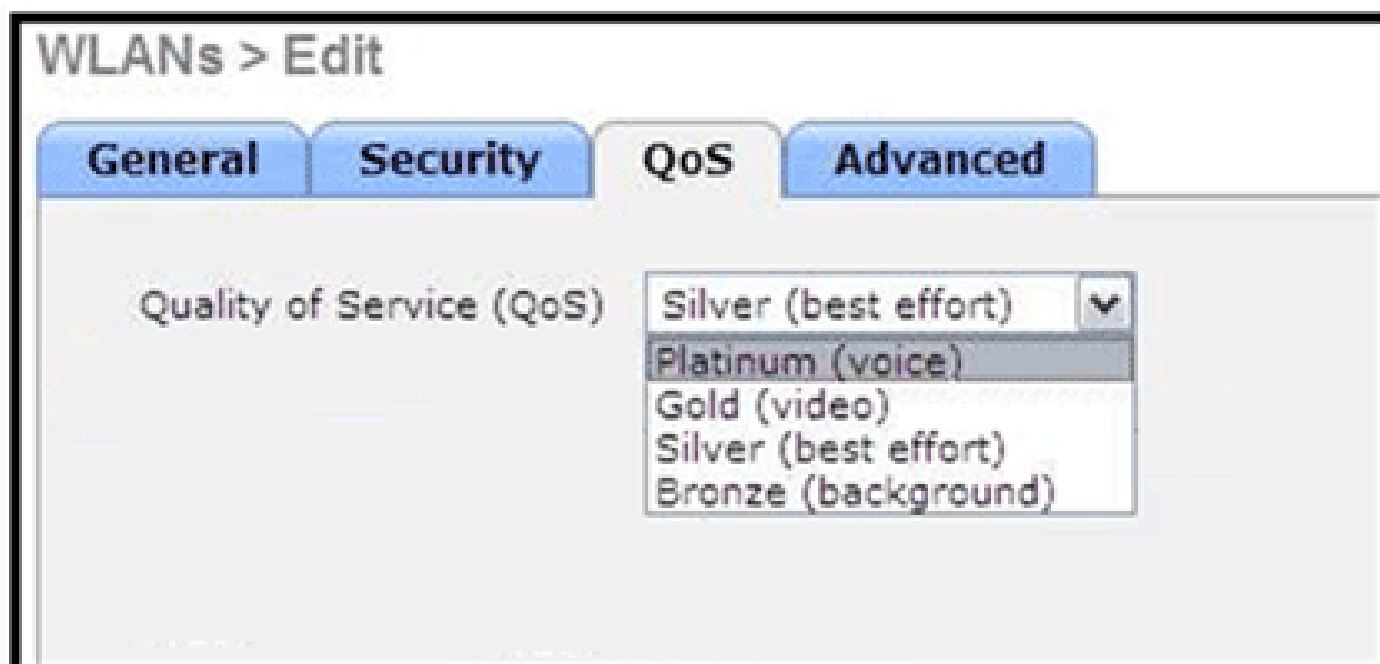 WLANs > Edit
General Security QoS Advanced
Quality of Service (QoS) Silver (best effort)
Platinum (voice)
Gold (video)
Silver (best effort)
Bronze (background)